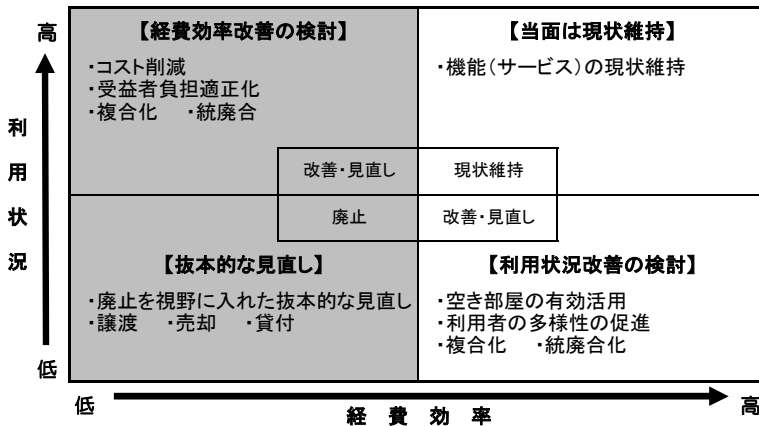 高
利
用
状
況
低
【経費効率改善の検討】
・コスト削減
・受益者負担適正化
・複合化　・統廃合
【当面は現状維持】
・機能（サービス）の現状維持
改善・見直し
現状維持
廃止
改善・見直し
【抜本的な見直し】
・廃止を視野に入れた抜本的な見直し
・譲渡　・売却　・貸付
【利用状況改善の検討】
・空き部屋の有効活用
・利用者の多様性の促進
・複合化　・統廃合化
低
経費効率
高